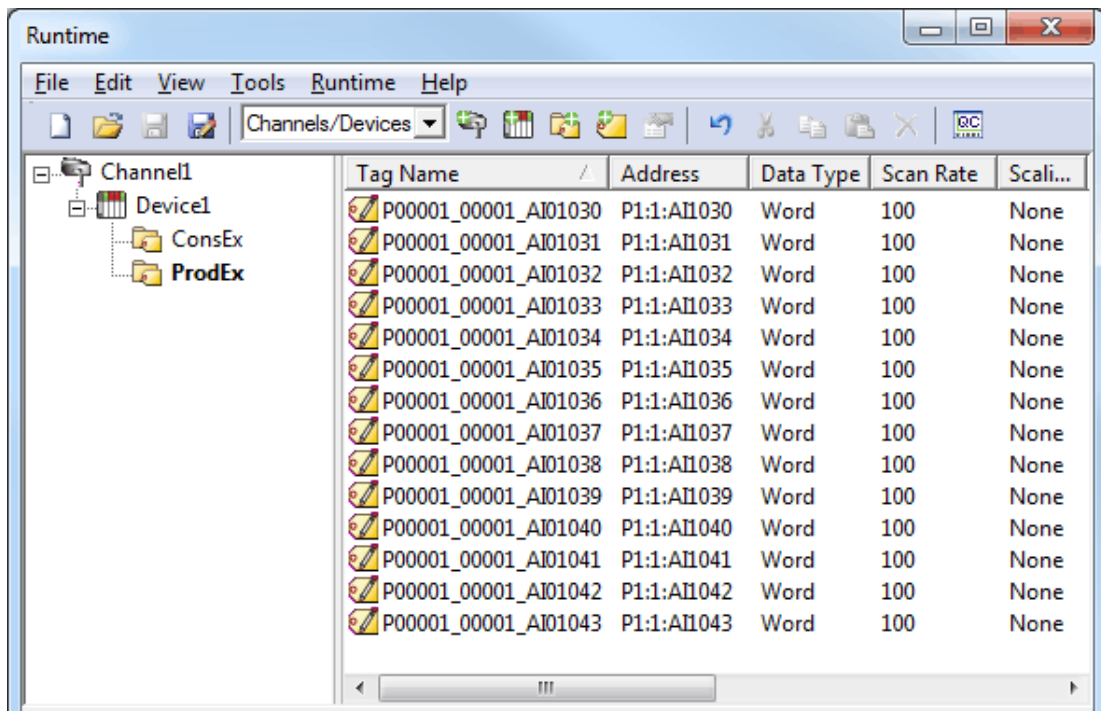 Runtime
File Edit View Tools Runtime Help
Channels/Devices QC
Channel1
Device1
ConsEx
ProdEx
Tag Name Address Data Type Scan Rate Scali...
P00001_00001_AI01030 P1:1:AI1030 Word 100 None
P00001_00001_AI01031 P1:1:AI1031 Word 100 None
P00001_00001_AI01032 P1:1:AI1032 Word 100 None
P00001_00001_AI01033 P1:1:AI1033 Word 100 None
P00001_00001_AI01034 P1:1:AI1034 Word 100 None
P00001_00001_AI01035 P1:1:AI1035 Word 100 None
P00001_00001_AI01036 P1:1:AI1036 Word 100 None
P00001_00001_AI01037 P1:1:AI1037 Word 100 None
P00001_00001_AI01038 P1:1:AI1038 Word 100 None
P00001_00001_AI01039 P1:1:AI1039 Word 100 None
P00001_00001_AI01040 P1:1:AI1040 Word 100 None
P00001_00001_AI01041 P1:1:AI1041 Word 100 None
P00001_00001_AI01042 P1:1:AI1042 Word 100 None
P00001_00001_AI01043 P1:1:AI1043 Word 100 None